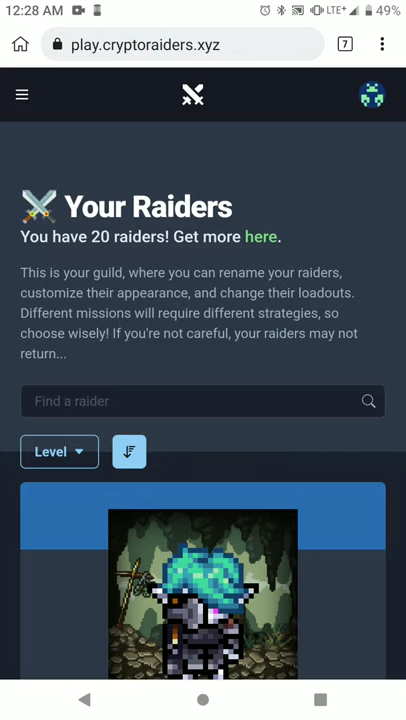 12:28 AM
LTE+
49%
play.cryptoraiders.xyz
7
Your Raiders
You have 20 raiders! Get more here.
This is your guild, where you can rename your raiders,
customize their appearance, and change their loadouts.
Different missions will require different strategies, so
choose wisely! If you're not careful, your raiders may not
return...
Find a raider
Level